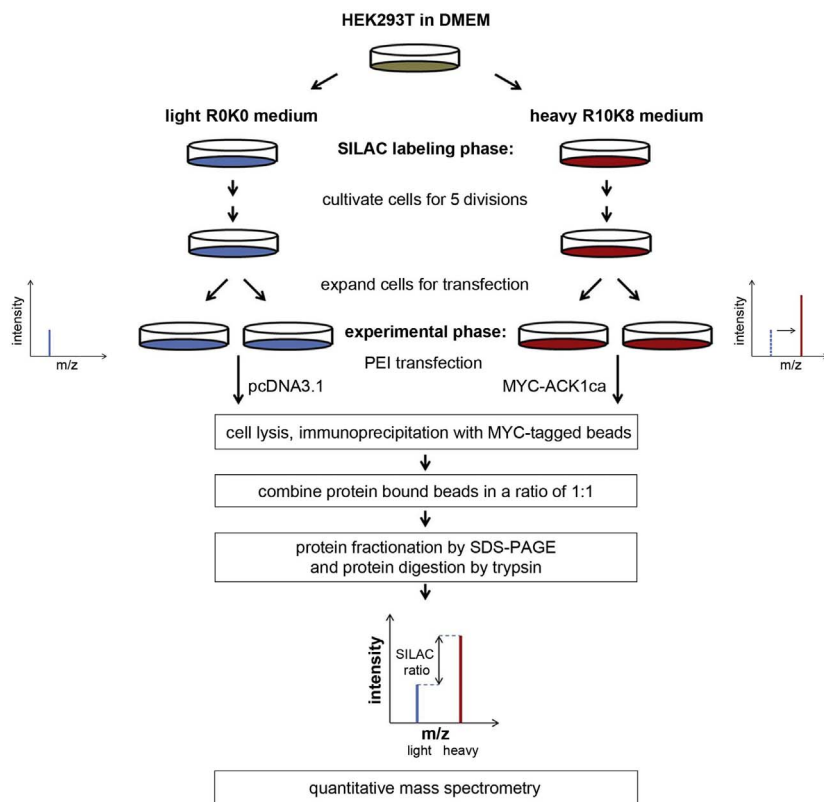 HEK293T in DMEM
light R0K0 medium
heavy R10K8 medium
SILAC labeling phase:
cultivate cells for 5 divisions
expand cells for transfection
intensity
m/z
experimental phase:
intensity
m/z
PEI transfection
pcDNA3.1
MYC-ACK1ca
cell lysis, immunoprecipitation with MYC-tagged beads
combine protein bound beads in a ratio of 1:1
protein fractionation by SDS-PAGE
and protein digestion by trypsin
intensity
SILAC
ratio
m/z
light heavy
quantitative mass spectrometry